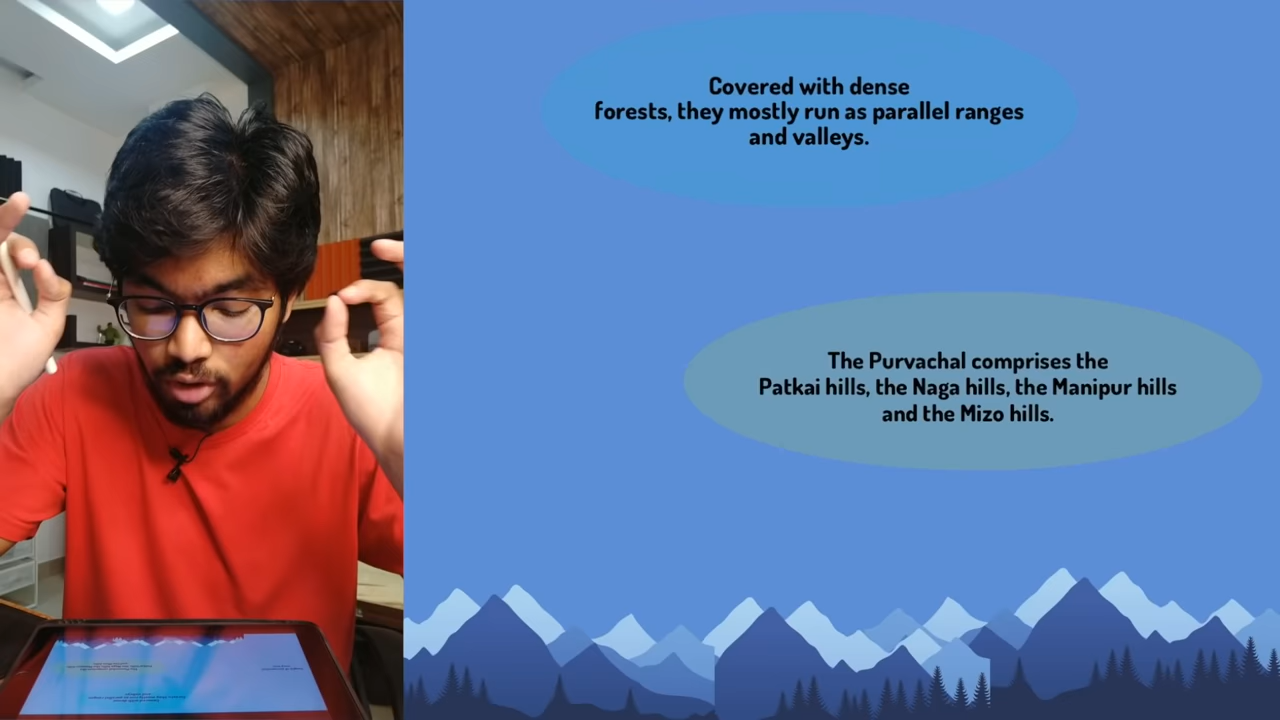 Covered with dense
forests, they mostly run as parallel ranges
and valleys.
The Purvachal comprises the
Patkai hills, the Naga hills, the Manipur hills
and the Mizo hills.